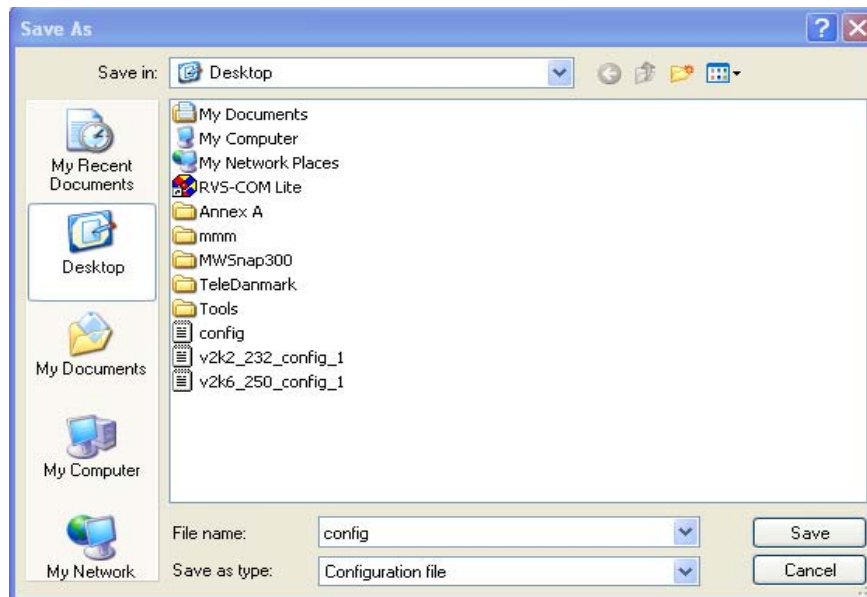 Save As
Save in:
Desktop
My Recent
Documents
Desktop
My Documents
My Computer
My Network
My Documents
My Computer
My Network Places
RVS-COM Lite
Annex A
mmm
MWSnap300
TeleDanmark
Tools
config
v2k2_232_config_1
v2k6_250_config_1
File name:
config
Save
Save as type:
Configuration file
Cancel